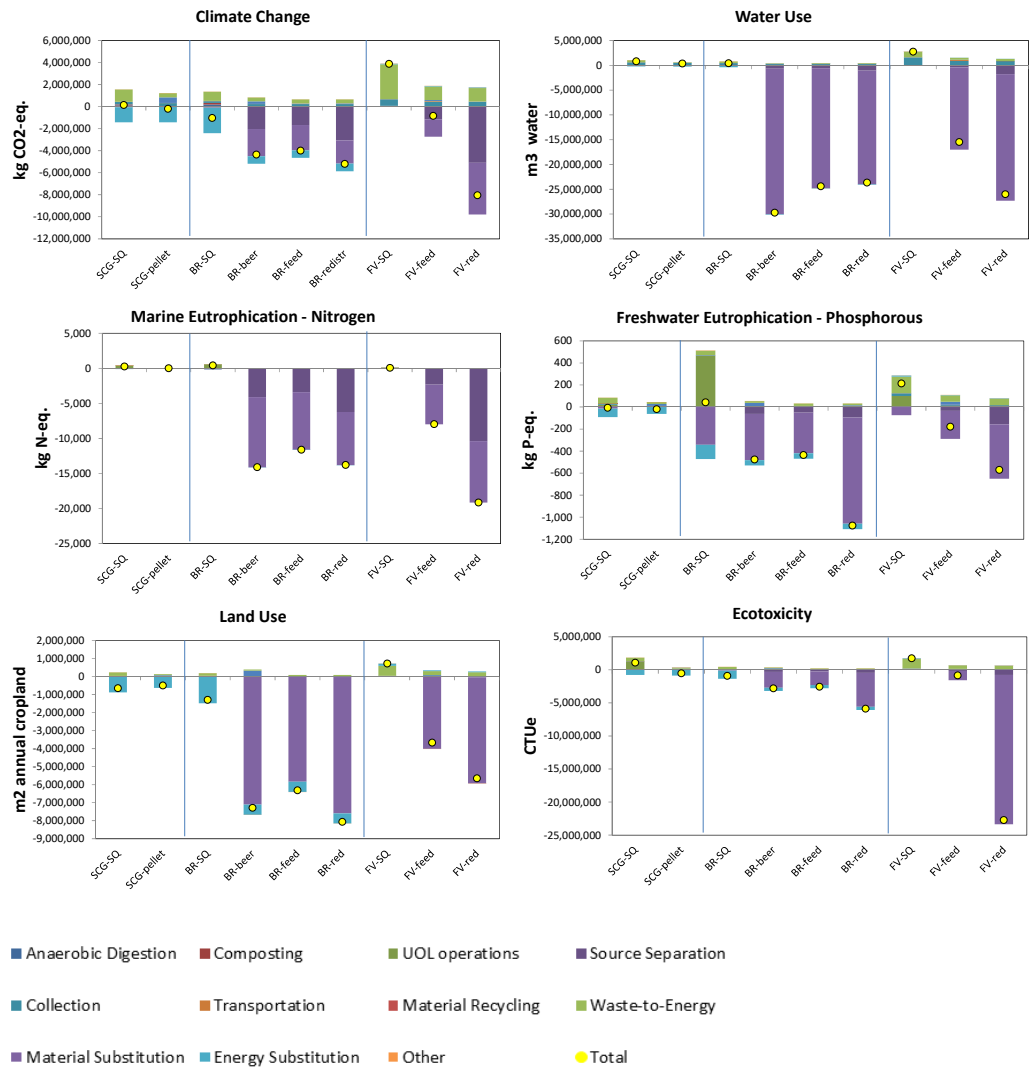 Climate Change
6,000,000
4,000,000
2,000,000
0
-2,000,000
-4,000,000
-6,000,000
-8,000,000
-10,000,000
-12,000,000
kg CO2-eq.
SCG-SQ
SCG-pellet
BR-SQ
BR-beer
BR-feed
BR-redistr
FV-SQ
FV-feed
FV-red
Water Use
5,000,000
0
-5,000,000
-10,000,000
-15,000,000
-20,000,000
-25,000,000
-30,000,000
-35,000,000
m3 water
SCG-SQ
SCG-pellet
BR-SQ
BR-beer
BR-feed
BR-red
FV-SQ
FV-feed
FV-red
Marine Eutrophication - Nitrogen
5,000
0
-5,000
-10,000
-15,000
-20,000
-25,000
kg N-eq.
SCG-SQ
SCG-pellet
BR-SQ
BR-beer
BR-feed
BR-red
FV-SQ
FV-feed
FV-red
Freshwater Eutrophication - Phosphorous
600
400
200
0
-200
-400
-600
-800
-1,000
-1,200
kg P-eq.
SCG-SQ
SCG-pellet
BR-SQ
BR-beer
BR-feed
BR-red
FV-SQ
FV-feed
FV-red
Land Use
2,000,000
1,000,000
0
-1,000,000
-2,000,000
-3,000,000
-4,000,000
-5,000,000
-6,000,000
-7,000,000
-8,000,000
-9,000,000
m2 annual cropland
SCG-SQ
SCG-pellet
BR-SQ
BR-beer
BR-feed
BR-red
FV-SQ
FV-feed
FV-red
Ecotoxicity
5,000,000
0
-5,000,000
-10,000,000
-15,000,000
-20,000,000
-25,000,000
CTUe
SCG-SQ
SCG-pellet
BR-SQ
BR-beer
BR-feed
BR-red
FV-SQ
FV-feed
FV-red
Anaerobic Digestion Composting UOL operations Source Separation
Collection Transportation Material Recycling Waste-to-Energy
Material Substitution Energy Substitution Other Total